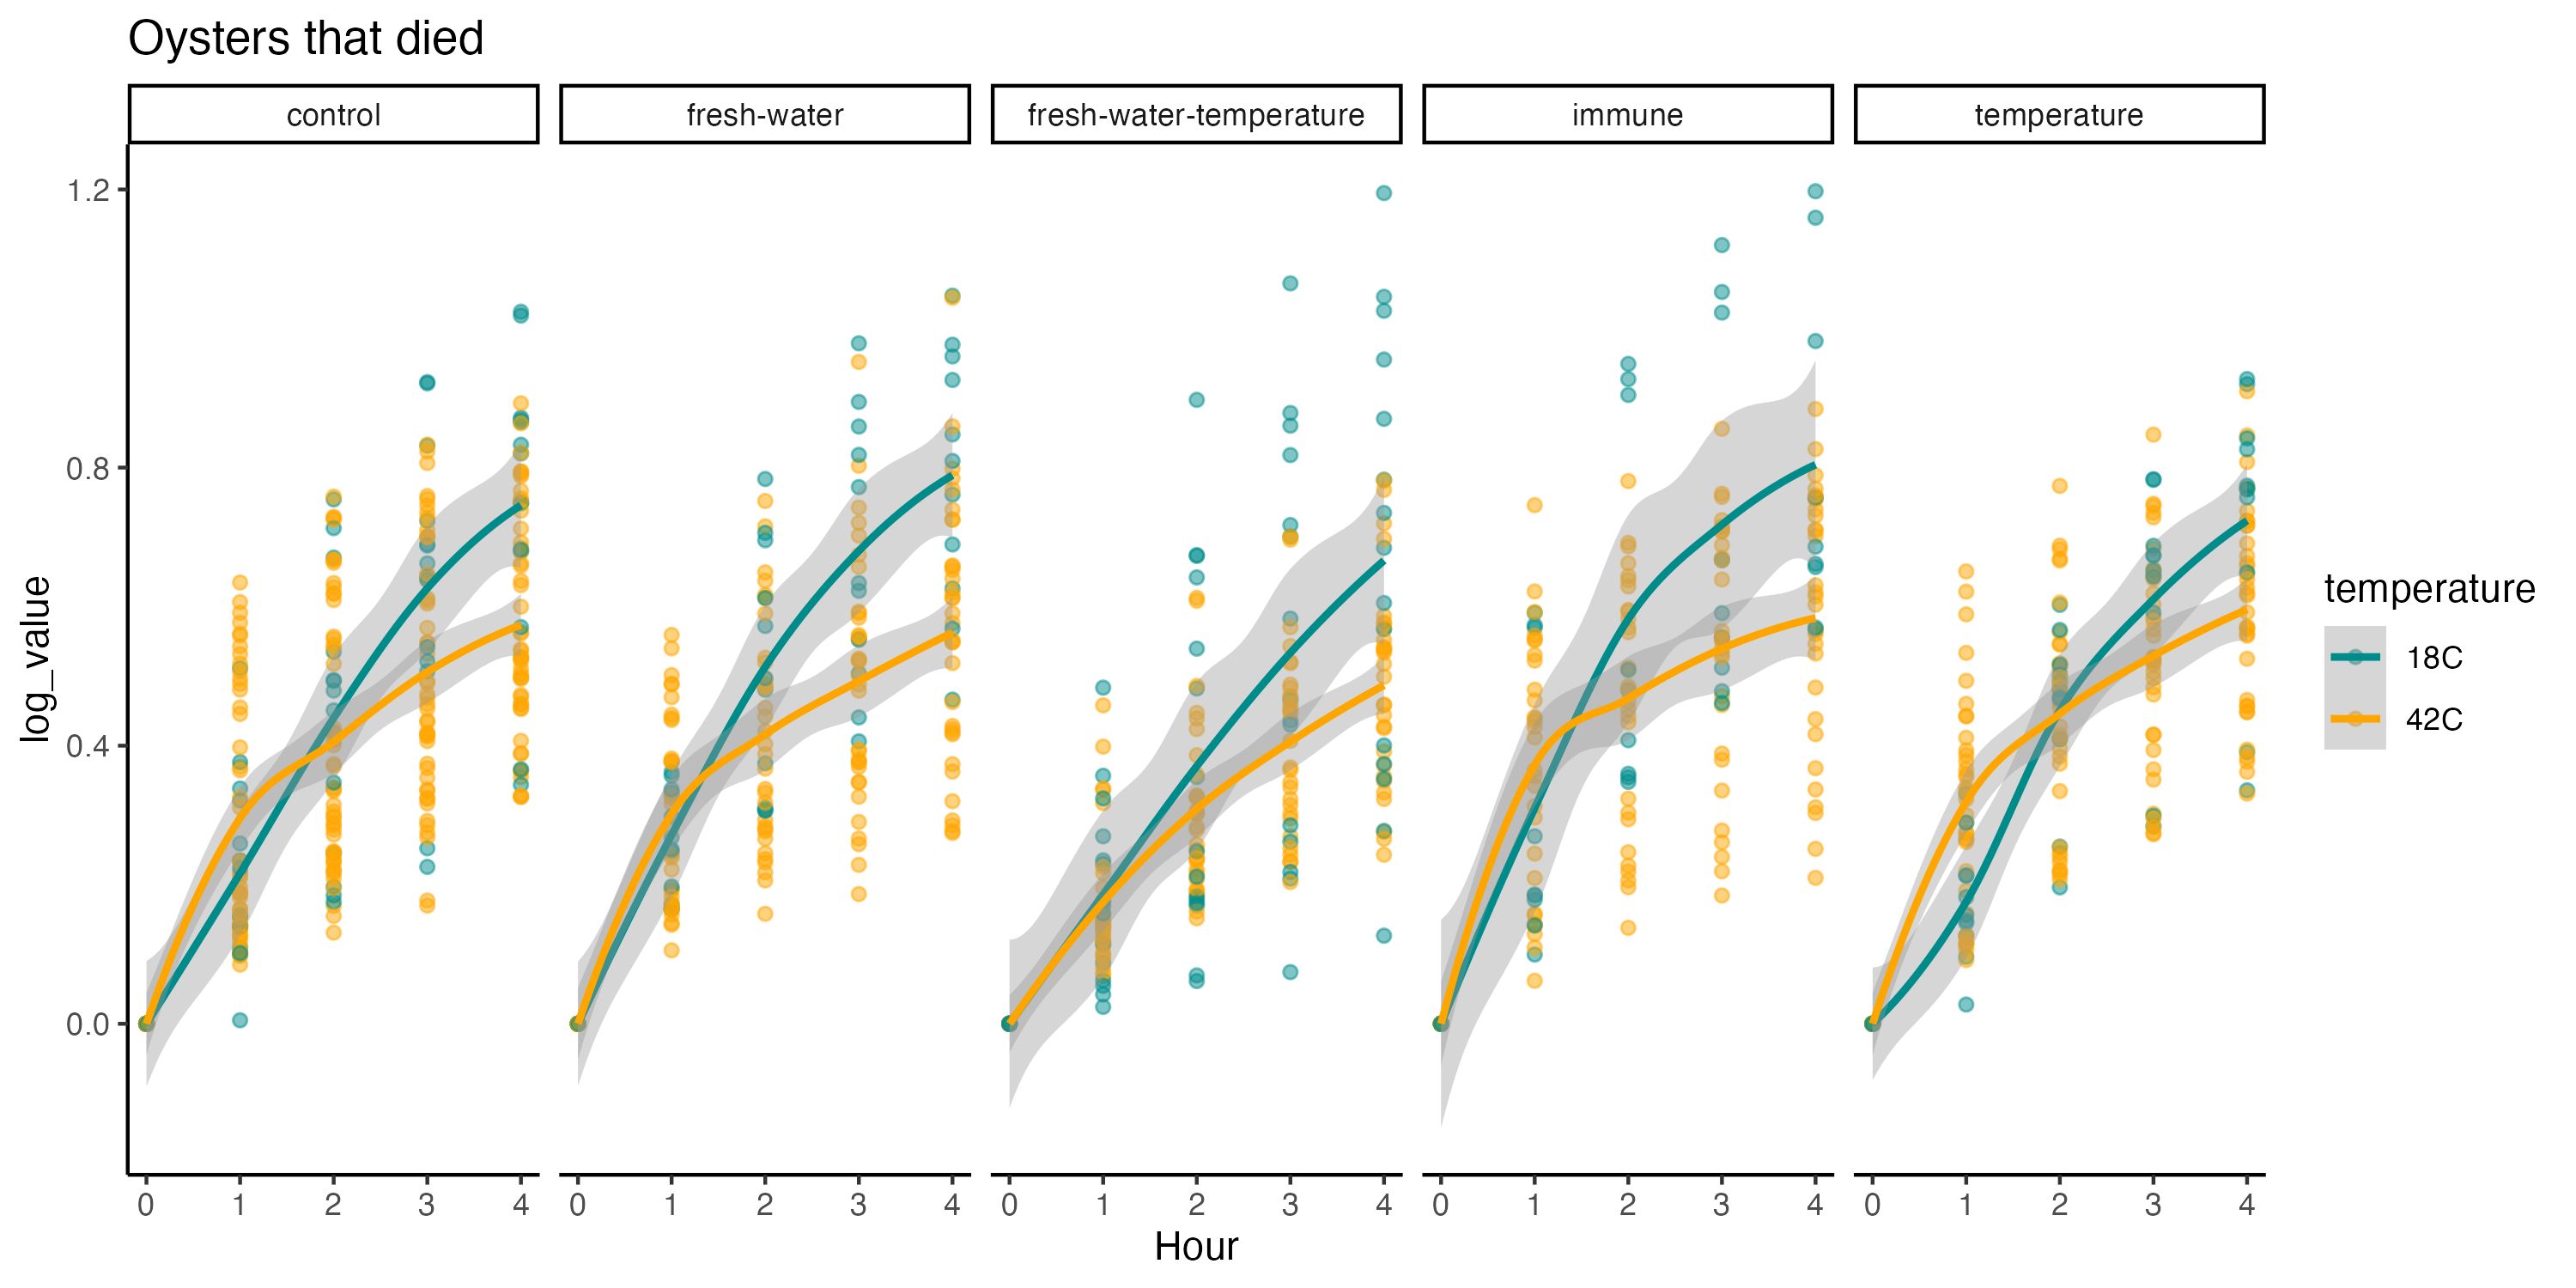 Oysters that died
control fresh-water fresh-water-temperature immune temperature
1.2
0.8
0.4
0.0
log_value
0 1 2 3 4 0 1 2 3 4 0 1 2 3 4 0 1 2 3 4 0 1 2 3 4
Hour
temperature
18C
42C